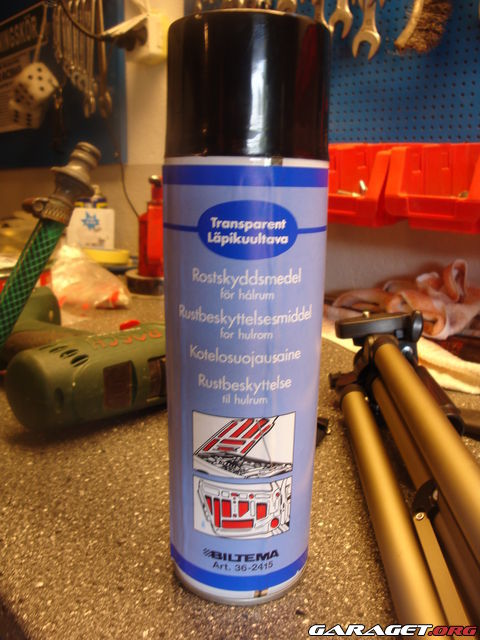 Transparent
Läpikuultava
Rostskyddsmedel
för hålrum
Rustbeskyttelsesmiddel
for hulrom
Kotelosuojausaine
Rustbeskyttelse
til hulrum
BILTEMA
Art. 36-2415
GARAGET.ORG